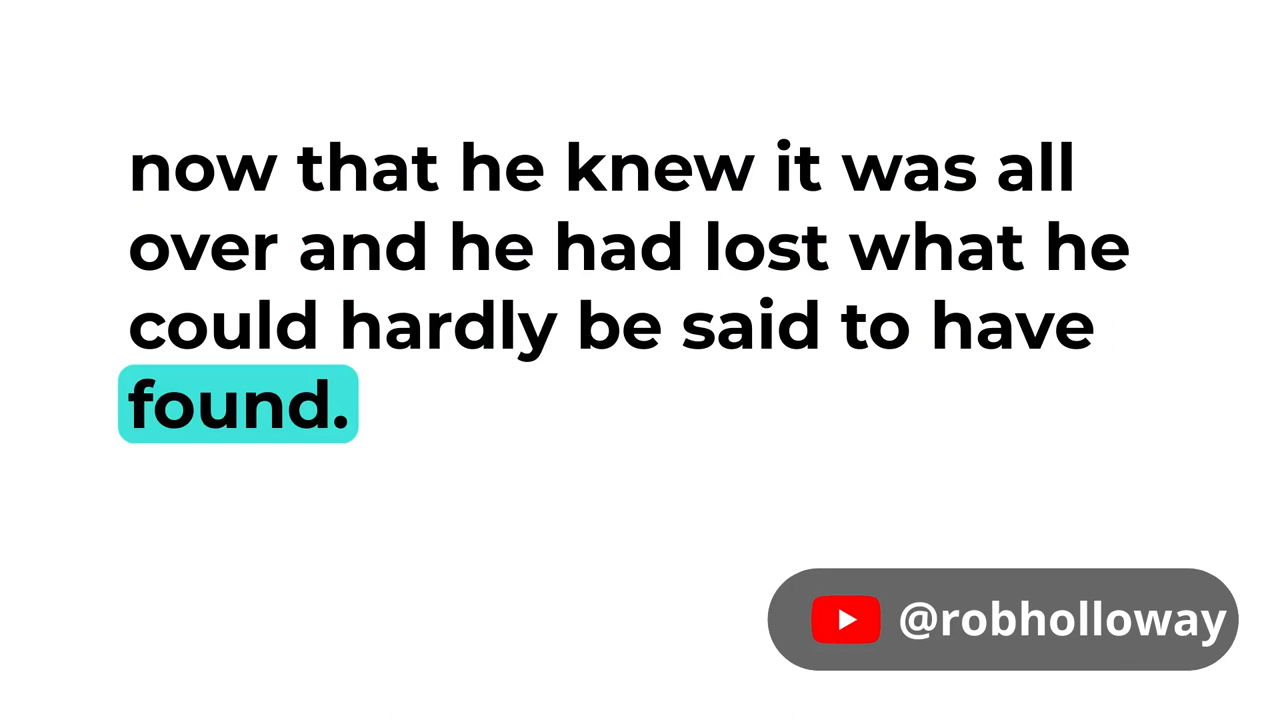 now that he knew it was all
over and he had lost what he
could hardly be said to have
found.
@robholloway